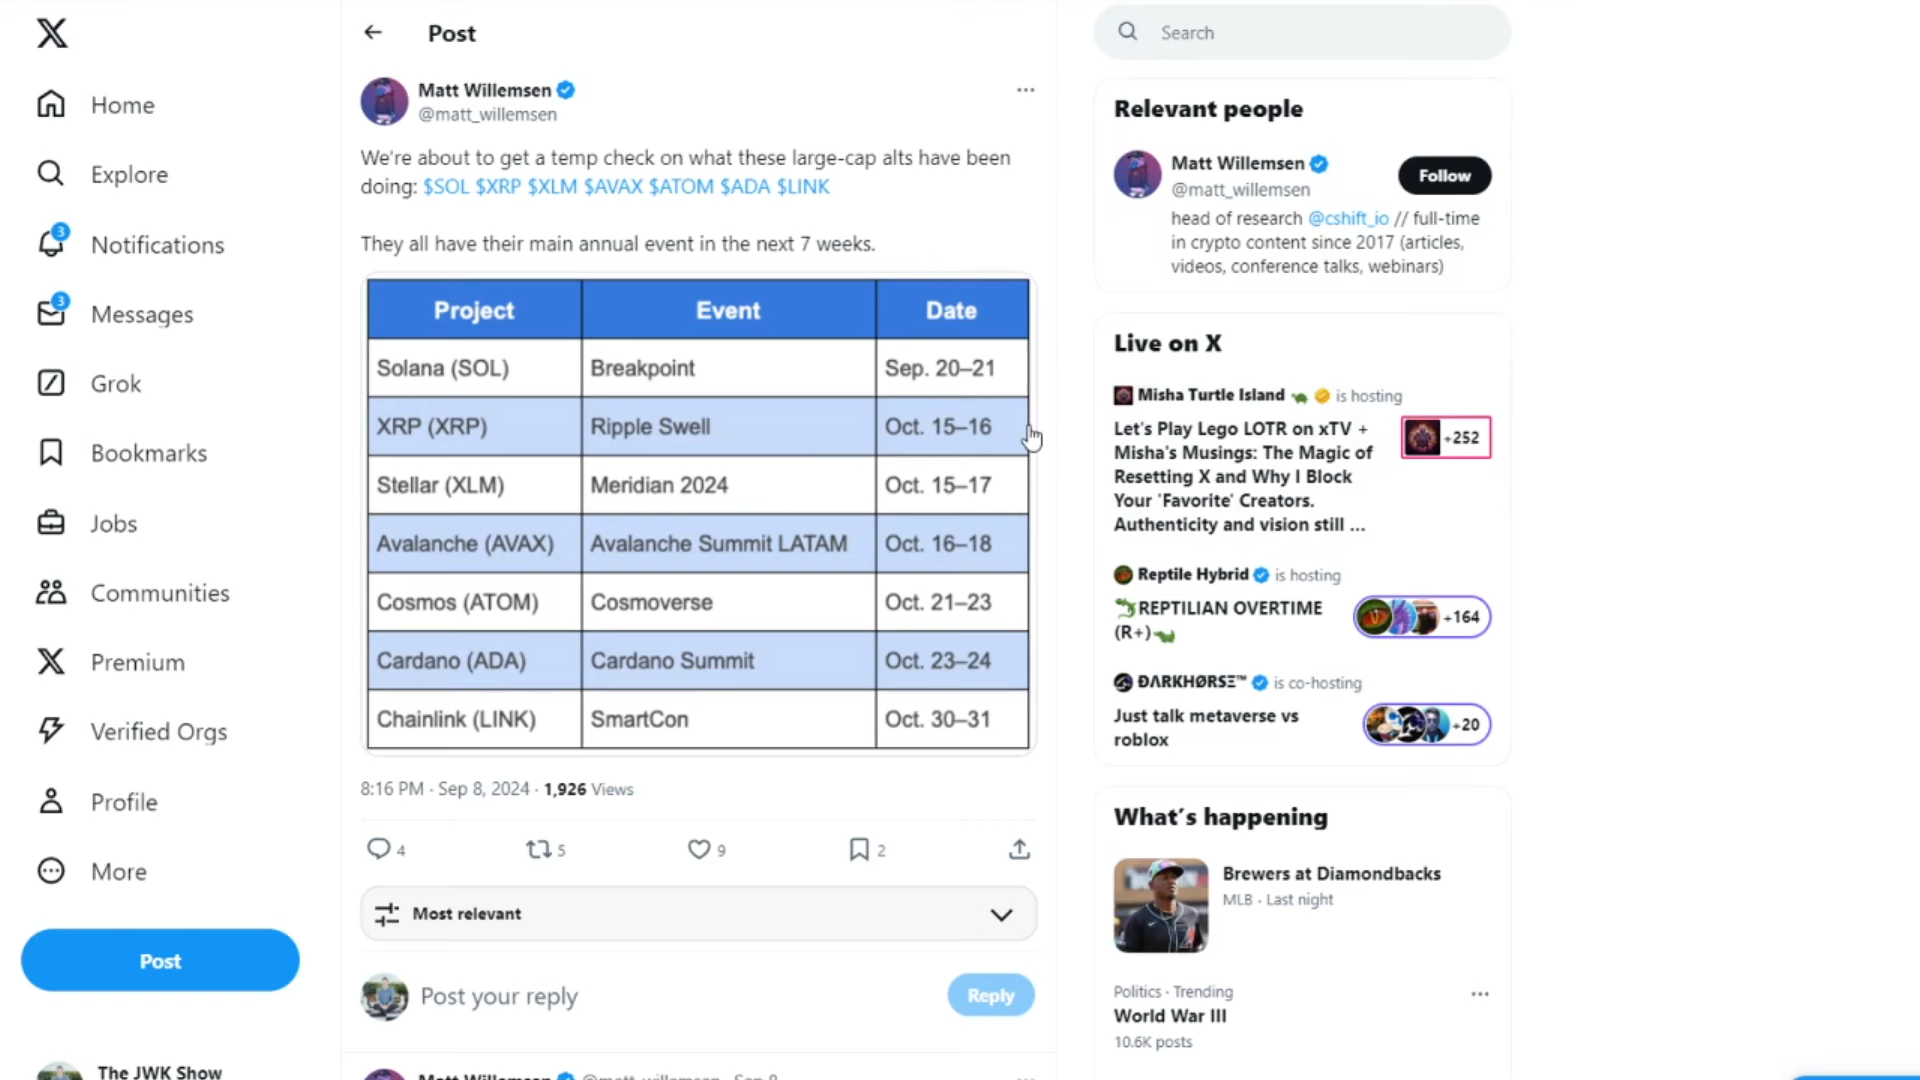 Home
Explore
3
Notifications
3
Messages
Grok
Bookmarks
Jobs
Communities
Premium
Verified Orgs
Profile
More
Post
The JWK Show
Post
Matt Willemsen
@matt_willemsen
We're about to get a temp check on what these large-cap alts have been
doing: $SOL $XRP $XLM $AVAX $ATOM $ADA $LINK
They all have their main annual event in the next 7 weeks.
Project Event Date
Solana (SOL) Breakpoint Sep. 20–21
XRP (XRP) Ripple Swell Oct. 15–16
Stellar (XLM) Meridian 2024 Oct. 15–17
Avalanche (AVAX) Avalanche Summit LATAM Oct. 16–18
Cosmos (ATOM) Cosmoverse Oct. 21–23
Cardano (ADA) Cardano Summit Oct. 23–24
Chainlink (LINK) SmartCon Oct. 30–31
8:16 PM · Sep 8, 2024 · 1,926 Views
4 5 9 2
Most relevant
Post your reply Reply
Matt Willemsen @matt_willemsen · Sep 8
Search
Relevant people
Matt Willemsen
@matt_willemsen
Follow
head of research @cshift_io // full-time
in crypto content since 2017 (articles,
videos, conference talks, webinars)
Live on X
Misha Turtle Island is hosting
Let's Play Lego LOTR on xTV +
Misha's Musings: The Magic of
Resetting X and Why I Block
Your 'Favorite' Creators.
Authenticity and vision still ...
+252
Reptile Hybrid is hosting
REPTILIAN OVERTIME
(R+)
+164
ĐΛRKHØRSΞ™ is co-hosting
Just talk metaverse vs
roblox
+20
What's happening
Brewers at Diamondbacks
MLB · Last night
Politics · Trending
World War III
10.6K posts